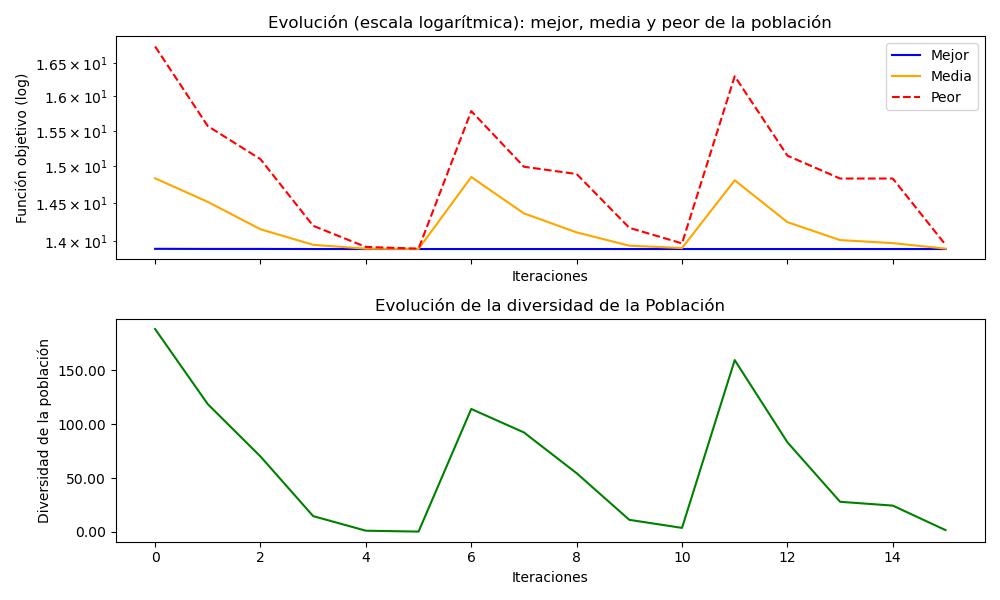 Evolución (escala logarítmica): mejor, media y peor de la población
Función objetivo (log)
1.65 × 10¹
1.6 × 10¹
1.55 × 10¹
1.5 × 10¹
1.45 × 10¹
1.4 × 10¹
Mejor
Media
Peor
Iteraciones
Evolución de la diversidad de la Población
Diversidad de la población
150.00
100.00
50.00
0.00
0 2 4 6 8 10 12 14
Iteraciones